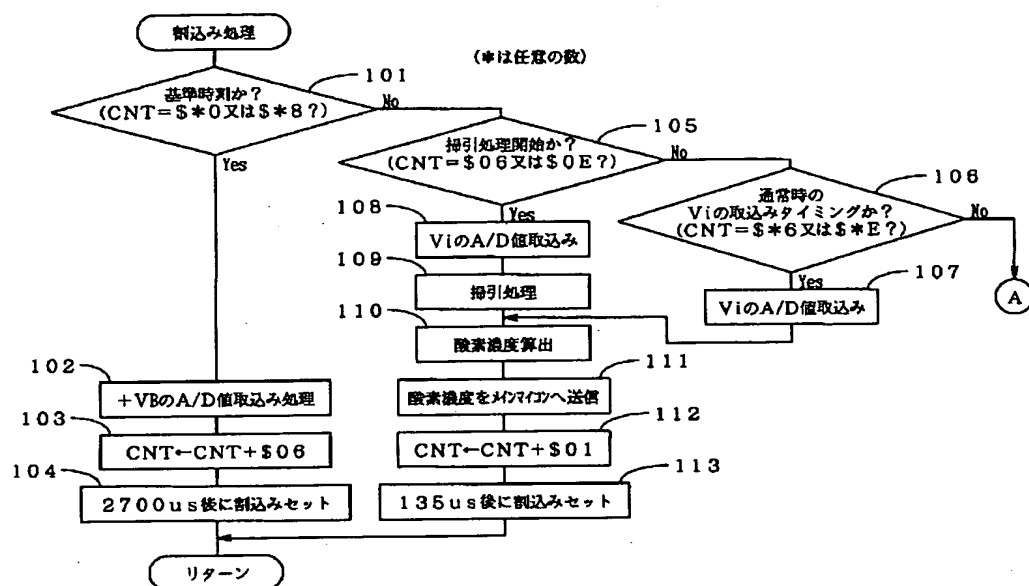 割込み処理
(*は任意の数)
101
基準時刻か?
(CNT=$*0又は$*8?)
No
Yes
105
掃引処理開始か?
(CNT=$06又は$0E?)
No
Yes
106
通常時の
Viの取込みタイミングか?
(CNT=$*6又は$*E?)
No
Yes
A
108
ViのA/D値取込み
109
掃引処理
107
ViのA/D値取込み
110
酸素濃度算出
111
酸素濃度をメインマイコンへ送信
102
+VBのA/D値取込み処理
103
CNT←CNT+$06
112
CNT←CNT+$01
104
2700us後に割込みセット
113
135us後に割込みセット
リターン